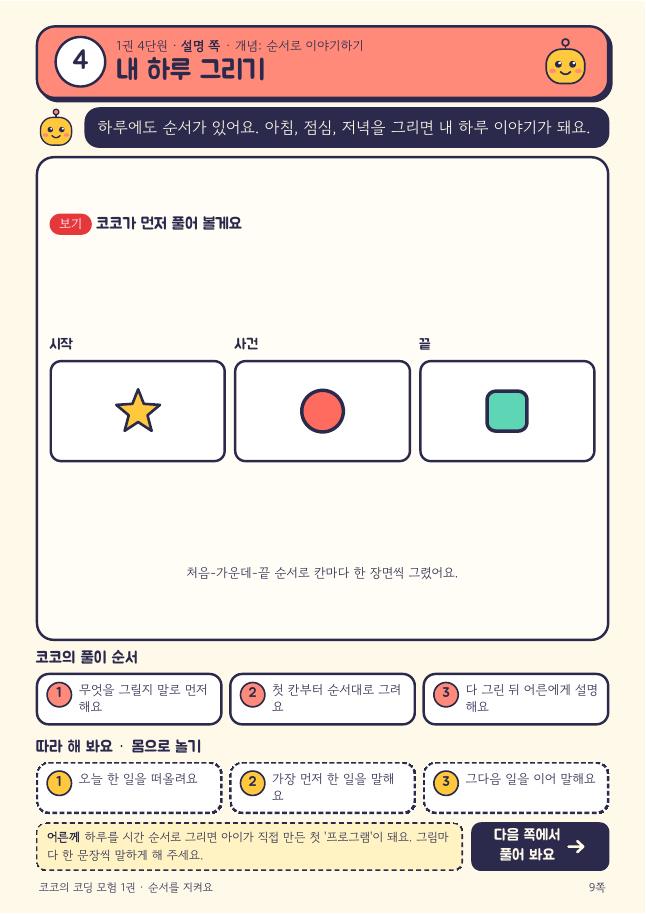 4
1권 4단원 · 설명 쪽 · 개념: 순서로 이야기하기
내 하루 그리기
하루에도 순서가 있어요. 아침, 점심, 저녁을 그리면 내 하루 이야기가 돼요.
보기 코코가 먼저 풀어 볼게요
시작
사건
끝
처음-가운데-끝 순서로 칸마다 한 장면씩 그렸어요.
코코의 풀이 순서
1 무엇을 그릴지 말로 먼저
해요
2 첫 칸부터 순서대로 그려
요
3 다 그린 뒤 어른에게 설명
해요
따라 해 봐요 · 몸으로 놀기
1 오늘 한 일을 떠올려요
2 가장 먼저 한 일을 말해
요
3 그다음 일을 이어 말해요
어른께 하루를 시간 순서로 그리면 아이가 직접 만든 첫 '프로그램'이 돼요. 그림마
다 한 문장씩 말하게 해 주세요.
다음 쪽에서
풀어 봐요 →
코코의 코딩 모험 1권 · 순서를 지켜요
9쪽